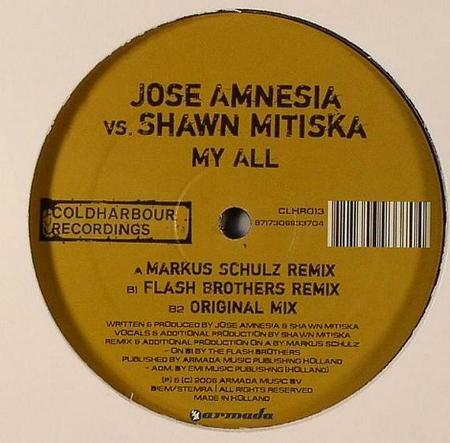 JOSE AMNESIA
VS. SHAWN MITISKA
MY ALL
COLDHARBOUR
RECORDINGS
CLHR013
8717306933704
A MARKUS SCHULZ REMIX
B1 FLASH BROTHERS REMIX
B2 ORIGINAL MIX
WRITTEN & PRODUCED BY JOSE AMNESIA & SHAWN MITISKA
VOCALS & ADDITIONAL PRODUCTION BY SHAWN MITISKA
REMIX & ADDITIONAL PRODUCTION ON A BY MARKUS SCHULZ
- ON B1 BY THE FLASH BROTHERS
PUBLISHED BY ARMADA MUSIC PUBLISHING HOLLAND
- ADM. BY EMI MUSIC PUBLISHING (HOLLAND)
(P) & (C) 2006 ARMADA MUSIC BV
BIEM/STEMRA | ALL RIGHTS RESERVED
MADE IN HOLLAND
armada